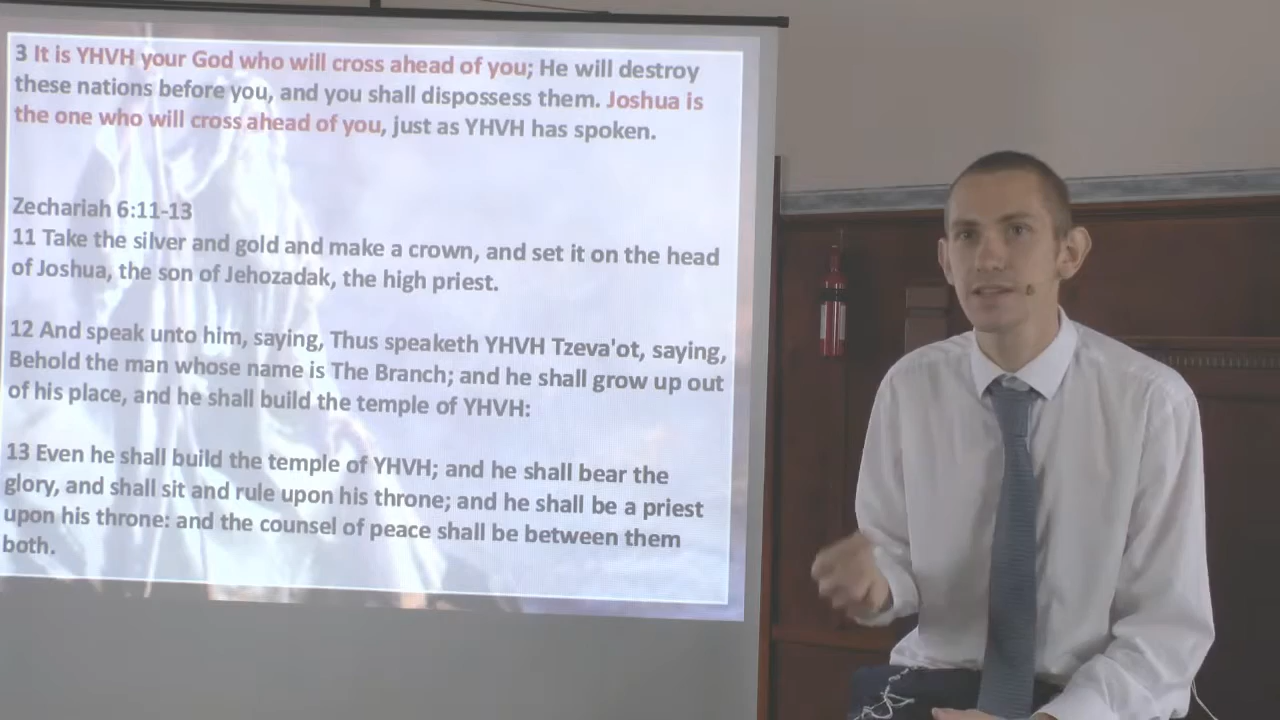 3 It is YHVH your God who will cross ahead of you; He will destroy
these nations before you, and you shall dispossess them. Joshua is
the one who will cross ahead of you, just as YHVH has spoken.
Zechariah 6:11-13
11 Take the silver and gold and make a crown, and set it on the head
of Joshua, the son of Jehozadak, the high priest.
12 And speak unto him, saying, Thus speaketh YHVH Tzeva'ot, saying,
Behold the man whose name is The Branch; and he shall grow up out
of his place, and he shall build the temple of YHVH:
13 Even he shall build the temple of YHVH; and he shall bear the
glory, and shall sit and rule upon his throne; and he shall be a priest
upon his throne: and the counsel of peace shall be between them
both.